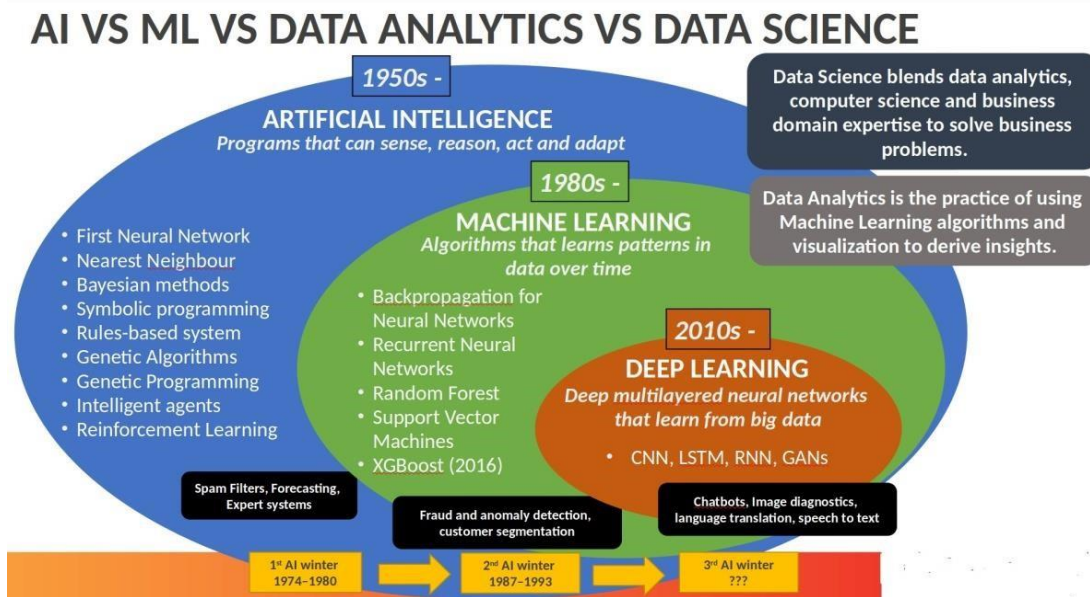 AI VS ML VS DATA ANALYTICS VS DATA SCIENCE
1950s -
ARTIFICIAL INTELLIGENCE
Programs that can sense, reason, act and adapt
• First Neural Network
• Nearest Neighbour
• Bayesian methods
• Symbolic programming
• Rules-based system
• Genetic Algorithms
• Genetic Programming
• Intelligent agents
• Reinforcement Learning
Spam Filters, Forecasting,
Expert systems
1980s -
MACHINE LEARNING
Algorithms that learns patterns in
data over time
• Backpropagation for
Neural Networks
• Recurrent Neural
Networks
• Random Forest
• Support Vector
Machines
• XGBoost (2016)
Fraud and anomaly detection,
customer segmentation
2010s -
DEEP LEARNING
Deep multilayered neural networks
that learn from big data
• CNN, LSTM, RNN, GANs
Chatbots, Image diagnostics,
language translation, speech to text
Data Science blends data analytics,
computer science and business
domain expertise to solve business
problems.
Data Analytics is the practice of using
Machine Learning algorithms and
visualization to derive insights.
1st AI winter
1974–1980
2nd AI winter
1987–1993
3rd AI winter
???